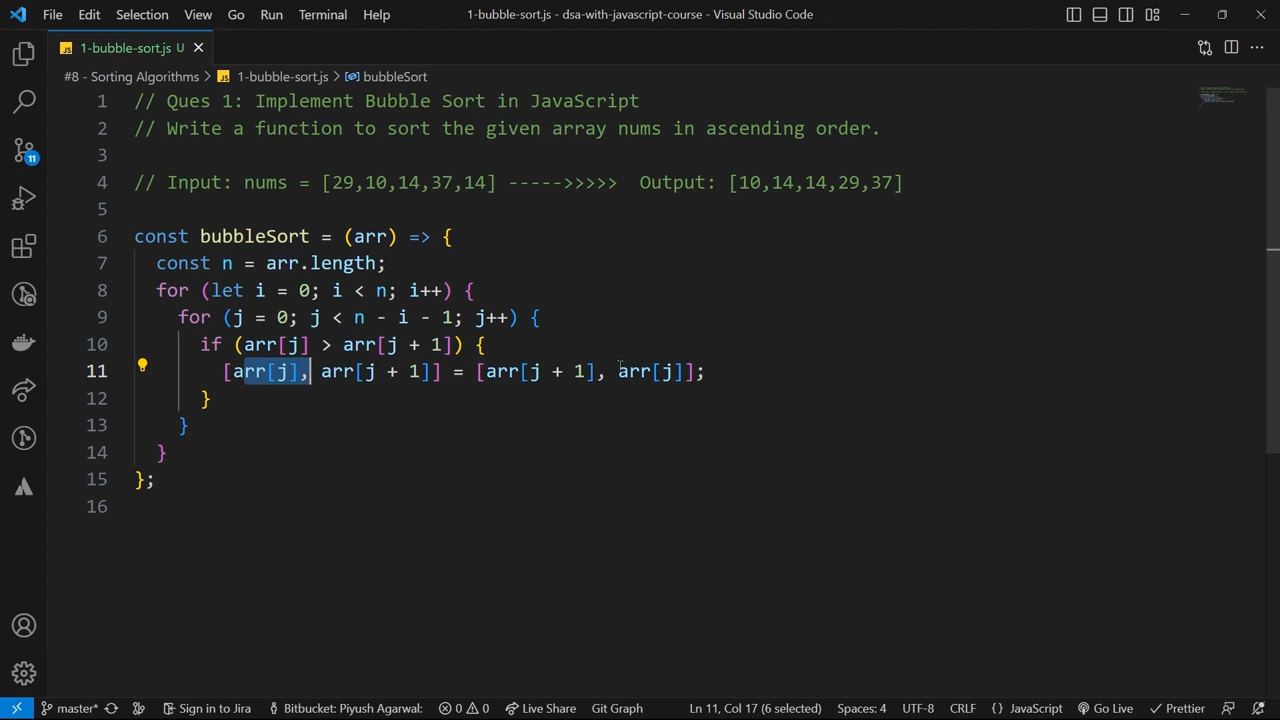 File Edit Selection View Go Run Terminal Help 1-bubble-sort.js - dsa-with-javascript-course - Visual Studio Code
JS 1-bubble-sort.js U
#8 - Sorting Algorithms > JS 1-bubble-sort.js > bubbleSort
1 // Ques 1: Implement Bubble Sort in JavaScript
2 // Write a function to sort the given array nums in ascending order.
3
4 // Input: nums = [29,10,14,37,14] ----->>>>> Output: [10,14,14,29,37]
5
6 const bubbleSort = (arr) => {
7 const n = arr.length;
8 for (let i = 0; i < n; i++) {
9 for (j = 0; j < n - i - 1; j++) {
10 if (arr[j] > arr[j + 1]) {
11 [arr[j], arr[j + 1]] = [arr[j + 1], arr[j]];
12 }
13 }
14 }
15 };
16
11
master* Sign in to Jira Bitbucket: Piyush Agarwal: 0 0 Live Share Git Graph Ln 11, Col 17 (6 selected) Spaces: 4 UTF-8 CRLF {} JavaScript Go Live Prettier